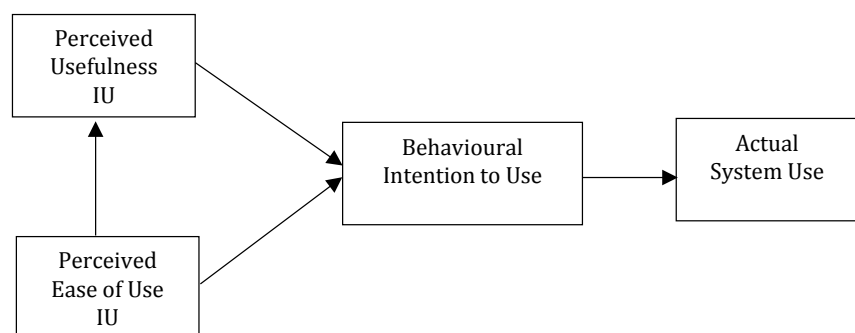 Perceived
Usefulness
IU
Behavioural
Intention to Use
Actual
System Use
Perceived
Ease of Use
IU